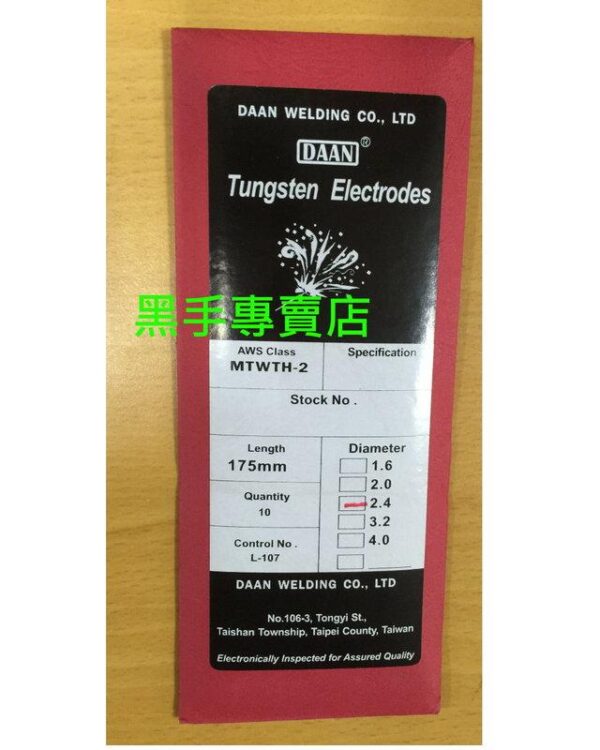 DAAN WELDING CO., LTD
DAAN®
Tungsten Electrodes
黑手專賣店
AWS Class
MTWTH-2
Specification
Stock No .
Length
175mm
Quantity
10
Control No .
L-107
Diameter
1.6
2.0
2.4
3.2
4.0
DAAN WELDING CO., LTD
No.106-3, Tongyi St.,
Taishan Township, Taipei County, Taiwan
Electronically Inspected for Assured Quality